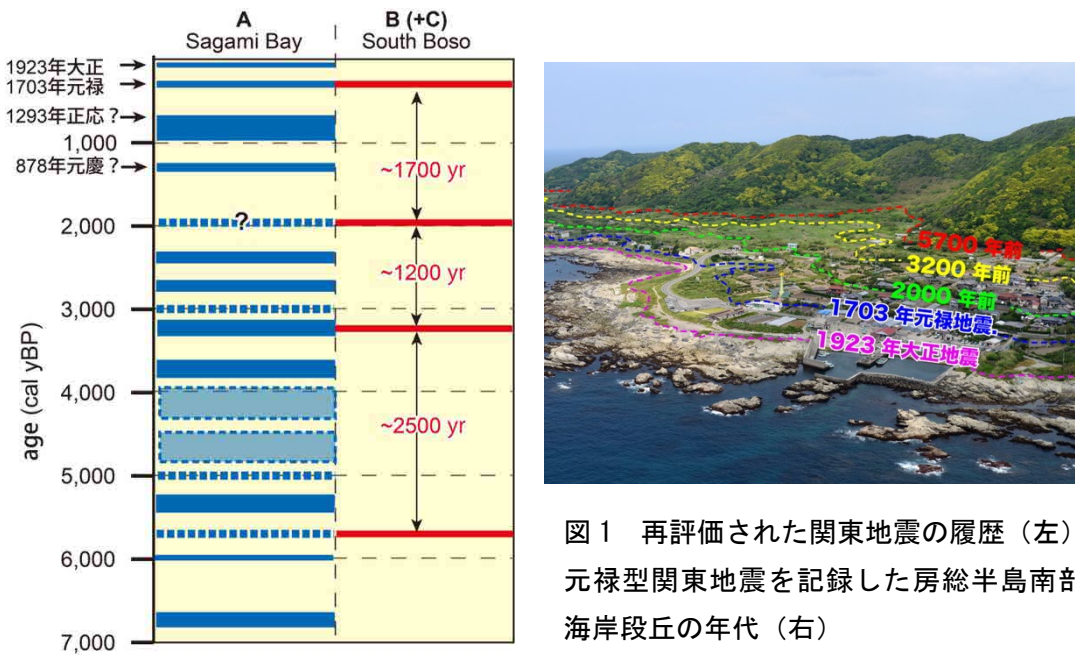 A
Sagami Bay
B (+C)
South Boso
1923年大正
1703年元禄
1293年正応?
1,000
878年元慶?
2,000
3,000
4,000
5,000
6,000
7,000
age (cal yBP)
?
~1700 yr
~1200 yr
~2500 yr
5700 年前
3200 年前
2000 年前
1703 年元禄地震.
1923 年大正地震
図1 再評価された関東地震の履歴（左）
元禄型関東地震を記録した房総半島南部
海岸段丘の年代（右）